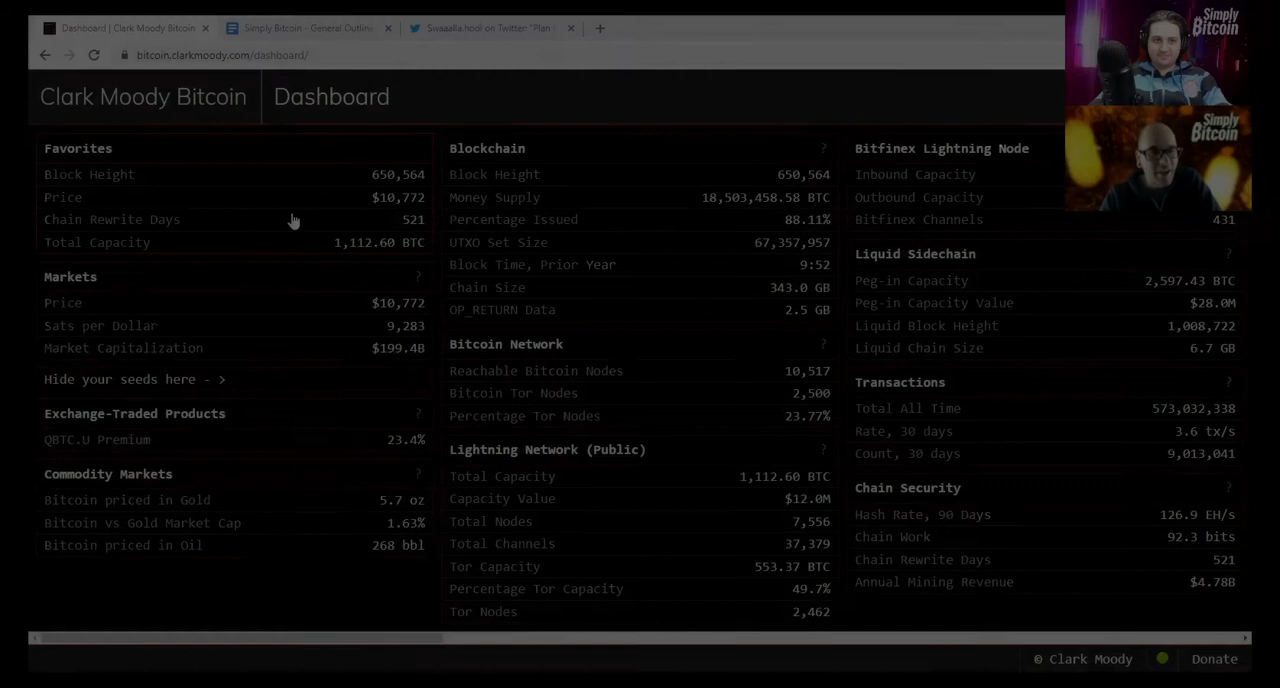 Dashboard | Clark Moody Bitcoin
Simply Bitcoin - General Outline
Swaaalla.hodl on Twitter "Plan
bitcoin.clarkmoody.com/dashboard/
Clark Moody Bitcoin Dashboard
Simply Bitcoin
Simply Bitcoin
Favorites
Block Height 650,564
Price $10,772
Chain Rewrite Days 521
Total Capacity 1,112.60 BTC
Markets ?
Price $10,772
Sats per Dollar 9,283
Market Capitalization $199.4B
Hide your seeds here - >
Exchange-Traded Products ?
QBTC.U Premium 23.4%
Commodity Markets ?
Bitcoin priced in Gold 5.7 oz
Bitcoin vs Gold Market Cap 1.63%
Bitcoin priced in Oil 268 bbl
Blockchain ?
Block Height 650,564
Money Supply 18,503,458.58 BTC
Percentage Issued 88.11%
UTXO Set Size 67,357,957
Block Time, Prior Year 9:52
Chain Size 343.0 GB
OP_RETURN Data 2.5 GB
Bitcoin Network ?
Reachable Bitcoin Nodes 10,517
Bitcoin Tor Nodes 2,500
Percentage Tor Nodes 23.77%
Lightning Network (Public) ?
Total Capacity 1,112.60 BTC
Capacity Value $12.0M
Total Nodes 7,556
Total Channels 37,379
Tor Capacity 553.37 BTC
Percentage Tor Capacity 49.7%
Tor Nodes 2,462
Bitfinex Lightning Node
Inbound Capacity
Outbound Capacity
Bitfinex Channels 431
Liquid Sidechain ?
Peg-in Capacity 2,597.43 BTC
Peg-in Capacity Value $28.0M
Liquid Block Height 1,008,722
Liquid Chain Size 6.7 GB
Transactions ?
Total All Time 573,032,338
Rate, 30 days 3.6 tx/s
Count, 30 days 9,013,041
Chain Security ?
Hash Rate, 90 Days 126.9 EH/s
Chain Work 92.3 bits
Chain Rewrite Days 521
Annual Mining Revenue $4.78B
© Clark Moody Donate